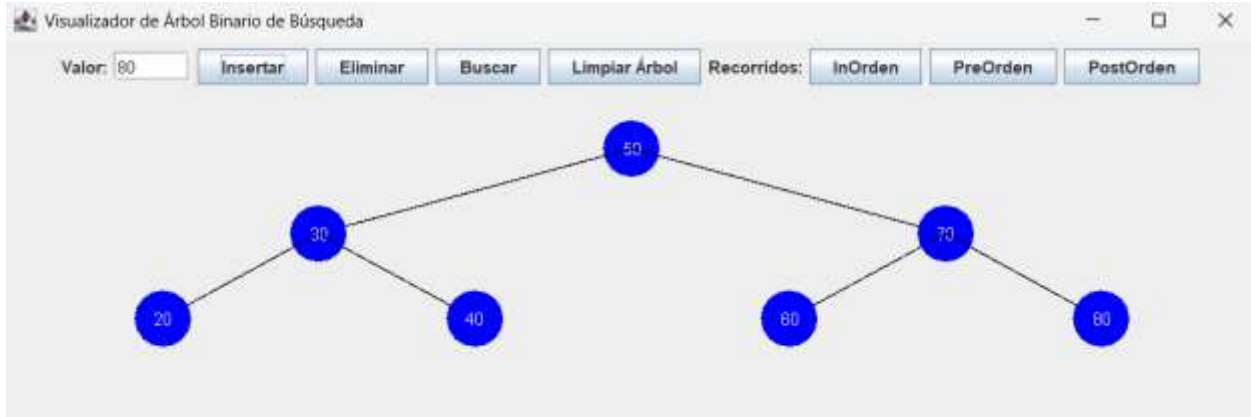 Visualizador de Árbol Binario de Búsqueda
Valor: 80 Insertar Eliminar Buscar Limpiar Árbol Recorridos: InOrden PreOrden PostOrden
50
30 70
20 40 60 80